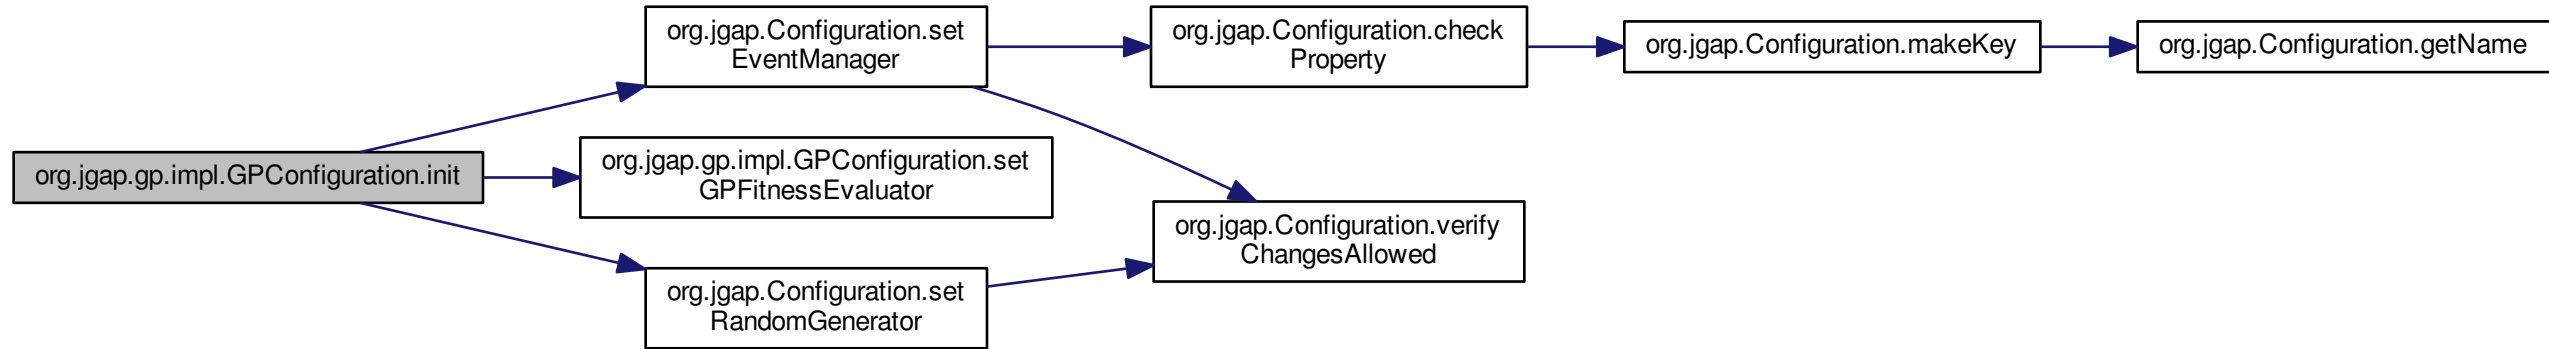 org.jgap.gp.impl.GPConfiguration.init
org.jgap.Configuration.set
EventManager
org.jgap.gp.impl.GPConfiguration.set
GPFitnessEvaluator
org.jgap.Configuration.set
RandomGenerator
org.jgap.Configuration.check
Property
org.jgap.Configuration.verify
ChangesAllowed
org.jgap.Configuration.makeKey
org.jgap.Configuration.getName